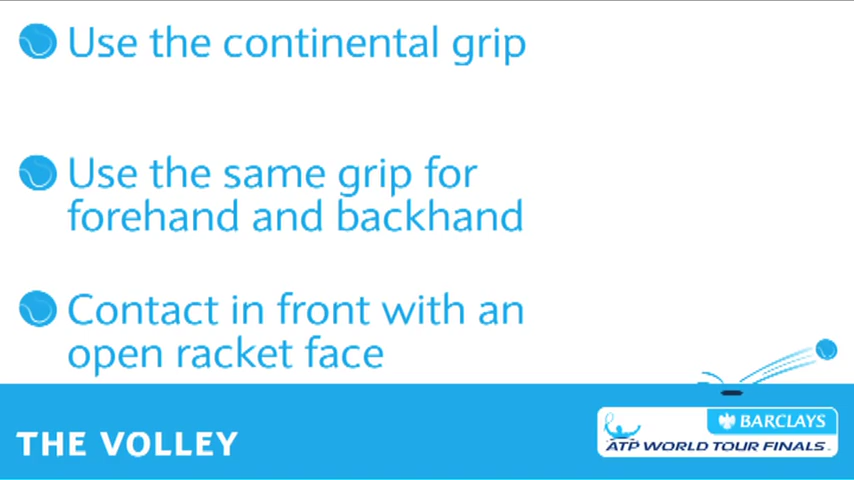 Use the continental grip
Use the same grip for
forehand and backhand
Contact in front with an
open racket face
THE VOLLEY
BARCLAYS
ATP WORLD TOUR FINALS